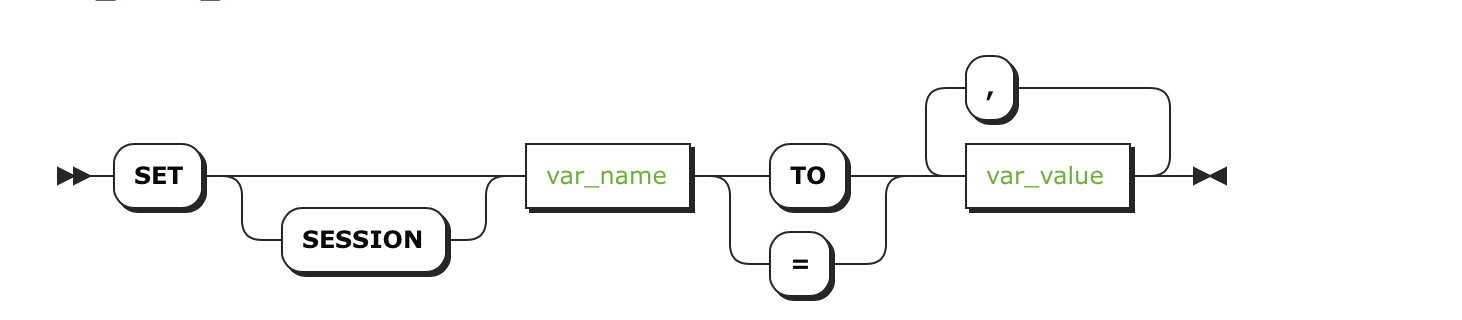 ,
SET var_name TO var_value
SESSION
=